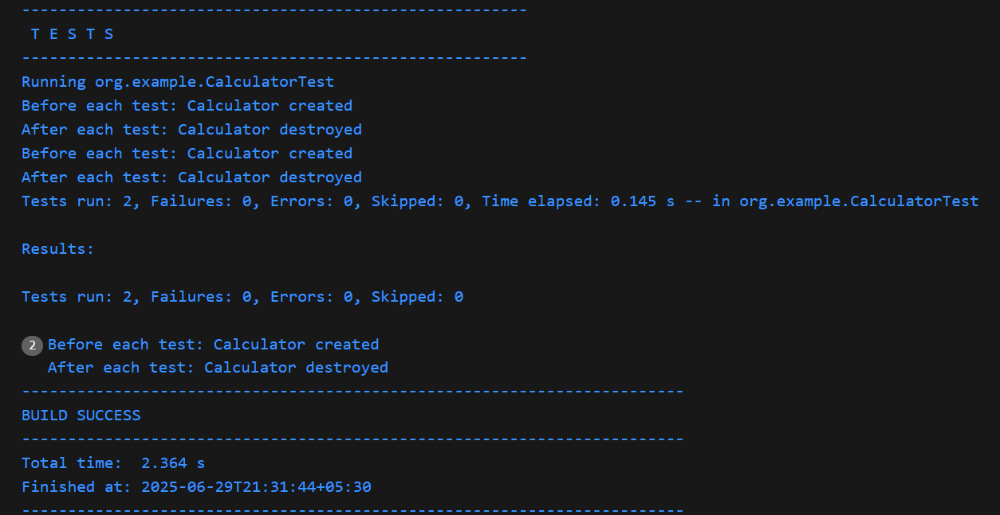 -------------------------------------------------------
T E S T S
-------------------------------------------------------
Running org.example.CalculatorTest
Before each test: Calculator created
After each test: Calculator destroyed
Before each test: Calculator created
After each test: Calculator destroyed
Tests run: 2, Failures: 0, Errors: 0, Skipped: 0, Time elapsed: 0.145 s -- in org.example.CalculatorTest
Results:
Tests run: 2, Failures: 0, Errors: 0, Skipped: 0
2 Before each test: Calculator created
After each test: Calculator destroyed
------------------------------------------------------------------------
BUILD SUCCESS
------------------------------------------------------------------------
Total time:  2.364 s
Finished at: 2025-06-29T21:31:44+05:30
------------------------------------------------------------------------